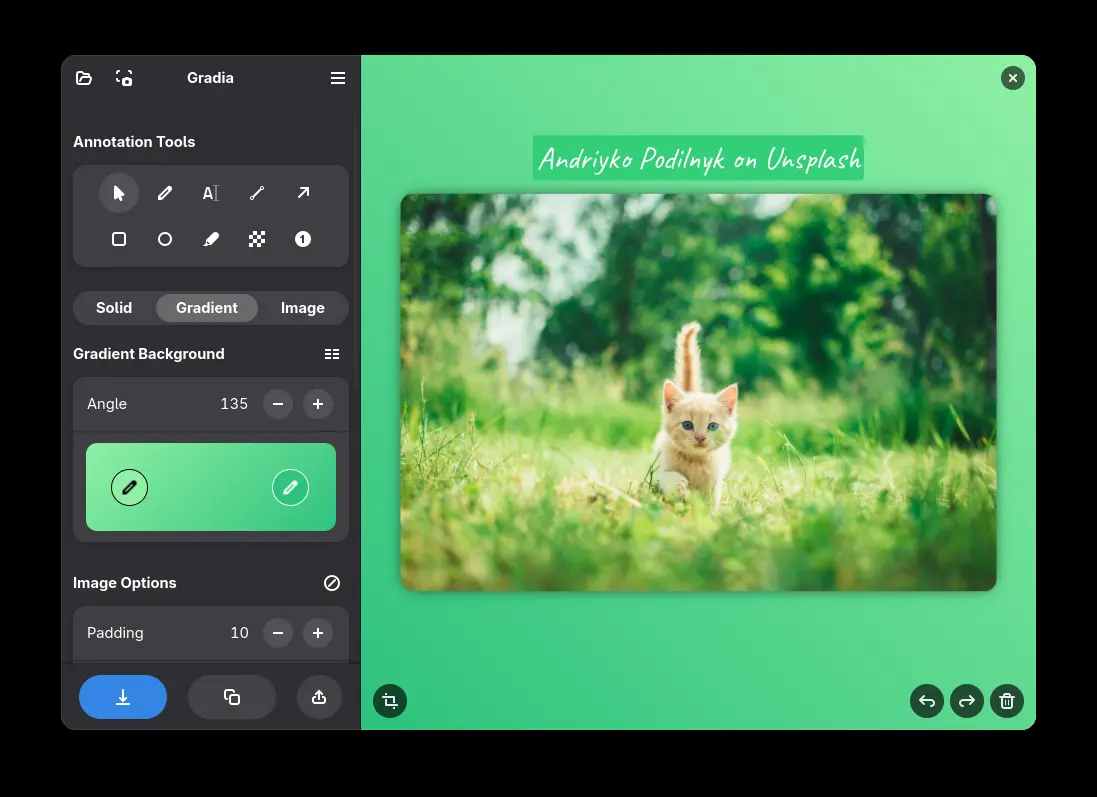 Gradia
Annotation Tools
A
1
Solid Gradient Image
Gradient Background
Angle 135
Image Options
Padding 10
Andriyko Podilnyk on Unsplash